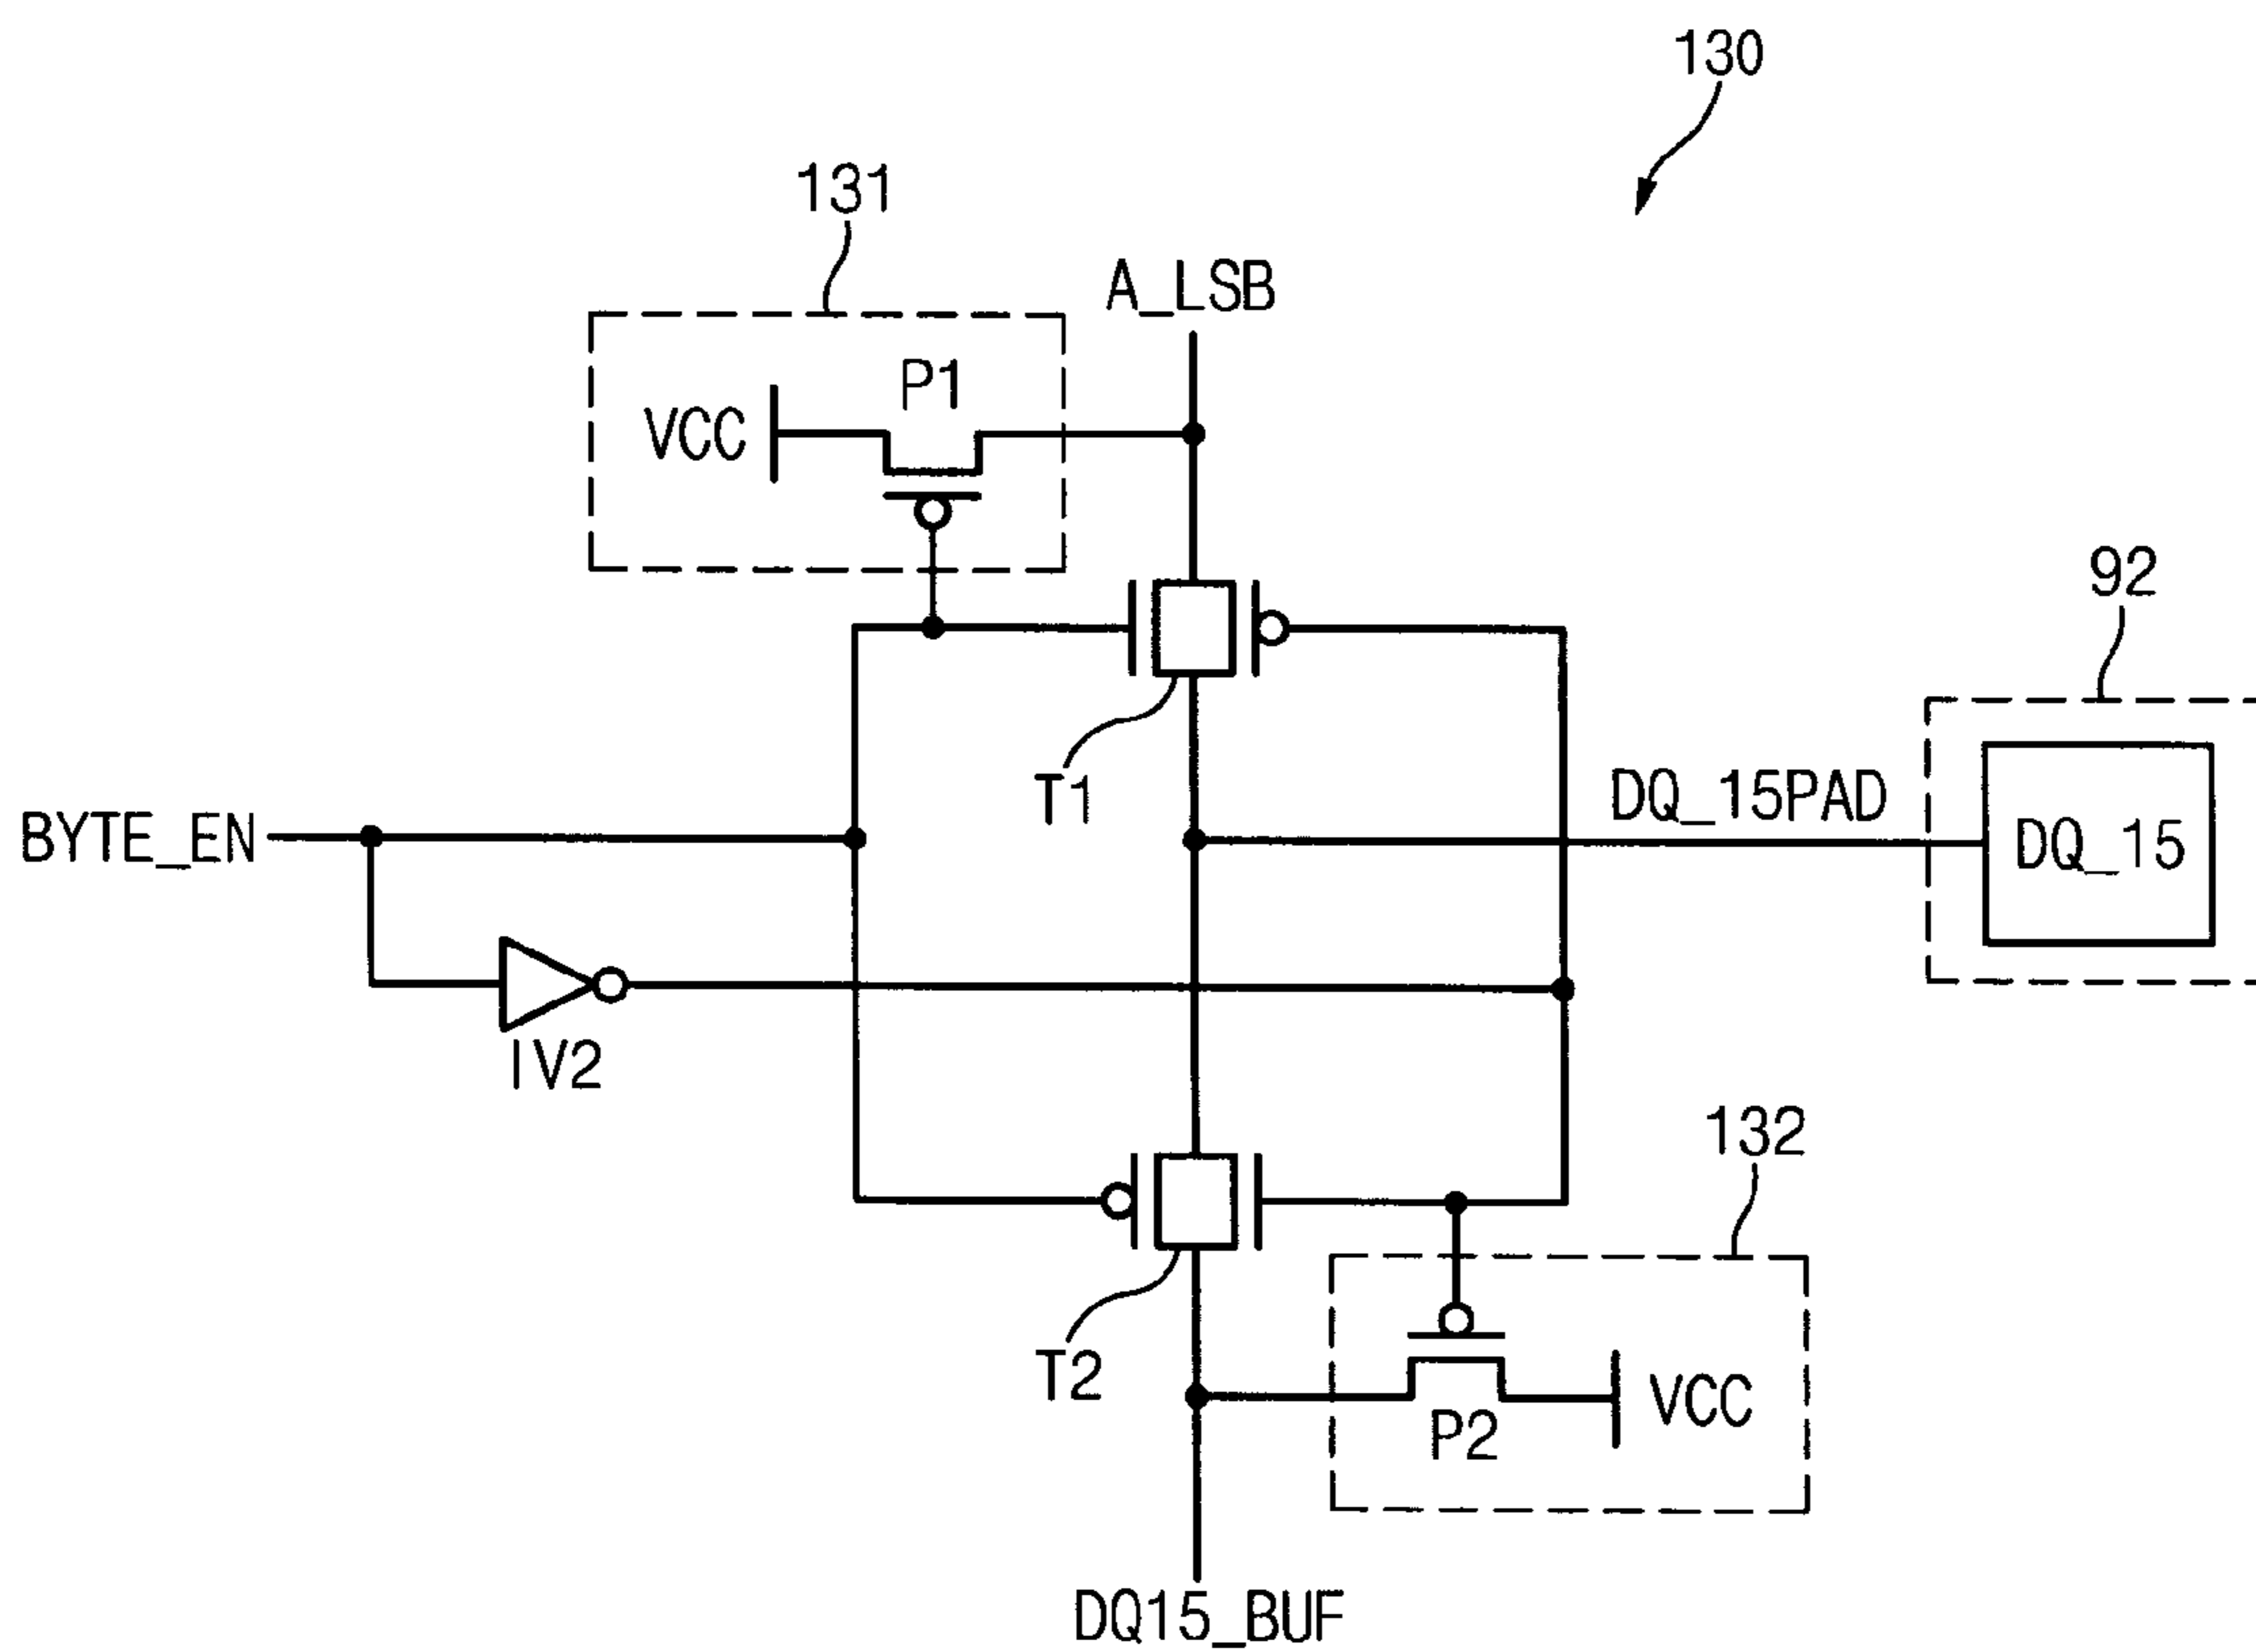 130
131
A_LSB
P1
VCC
92
T1
DQ_15PAD
BYTE_EN
DQ_15
IV2
132
T2
VCC
P2
DQ15_BUF